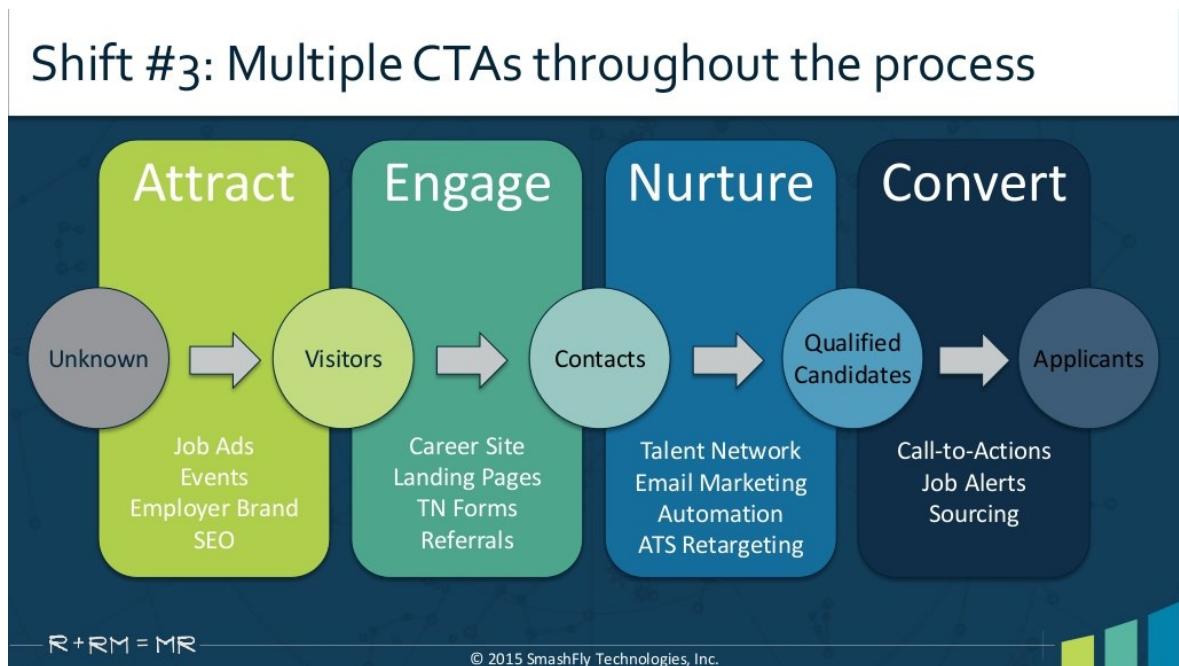 Shift #3: Multiple CTAs throughout the process
Attract
Engage
Nurture
Convert
Unknown
Visitors
Contacts
Qualified
Candidates
Applicants
Job Ads
Events
Employer Brand
SEO
Career Site
Landing Pages
TN Forms
Referrals
Talent Network
Email Marketing
Automation
ATS Retargeting
Call-to-Actions
Job Alerts
Sourcing
R+RM = MR
© 2015 SmashFly Technologies, Inc.